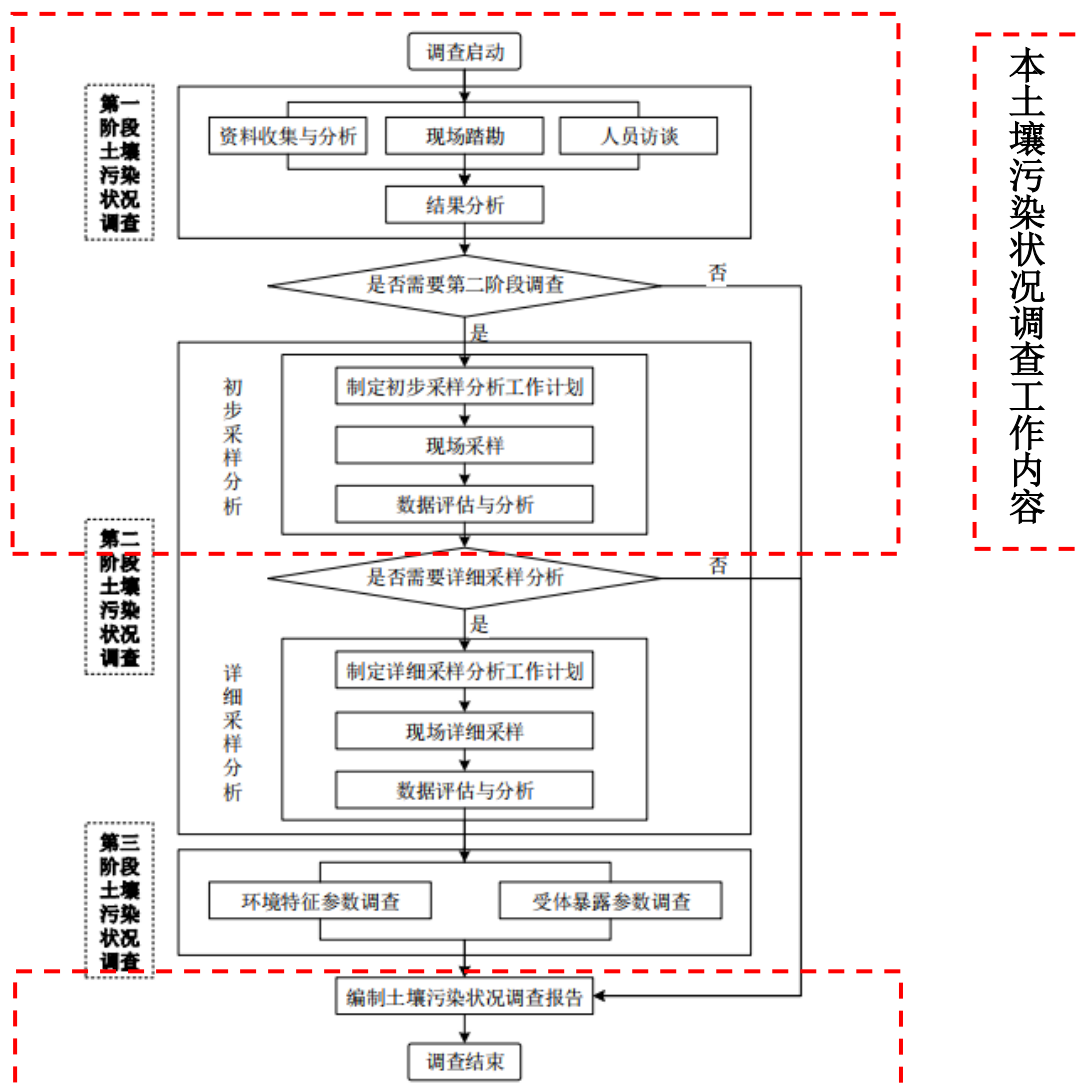 调查启动
第一
阶段
土壤
污染
状况
调查
资料收集与分析
现场踏勘
人员访谈
结果分析
是否需要第二阶段调查
否
是
初步采样分析
制定初步采样分析工作计划
现场采样
数据评估与分析
第二
阶段
土壤
污染
状况
调查
是否需要详细采样分析
否
是
详细采样分析
制定详细采样分析工作计划
现场详细采样
数据评估与分析
第三
阶段
土壤
污染
状况
调查
环境特征参数调查
受体暴露参数调查
编制土壤污染状况调查报告
调查结束
本土壤污染状况调查工作内容